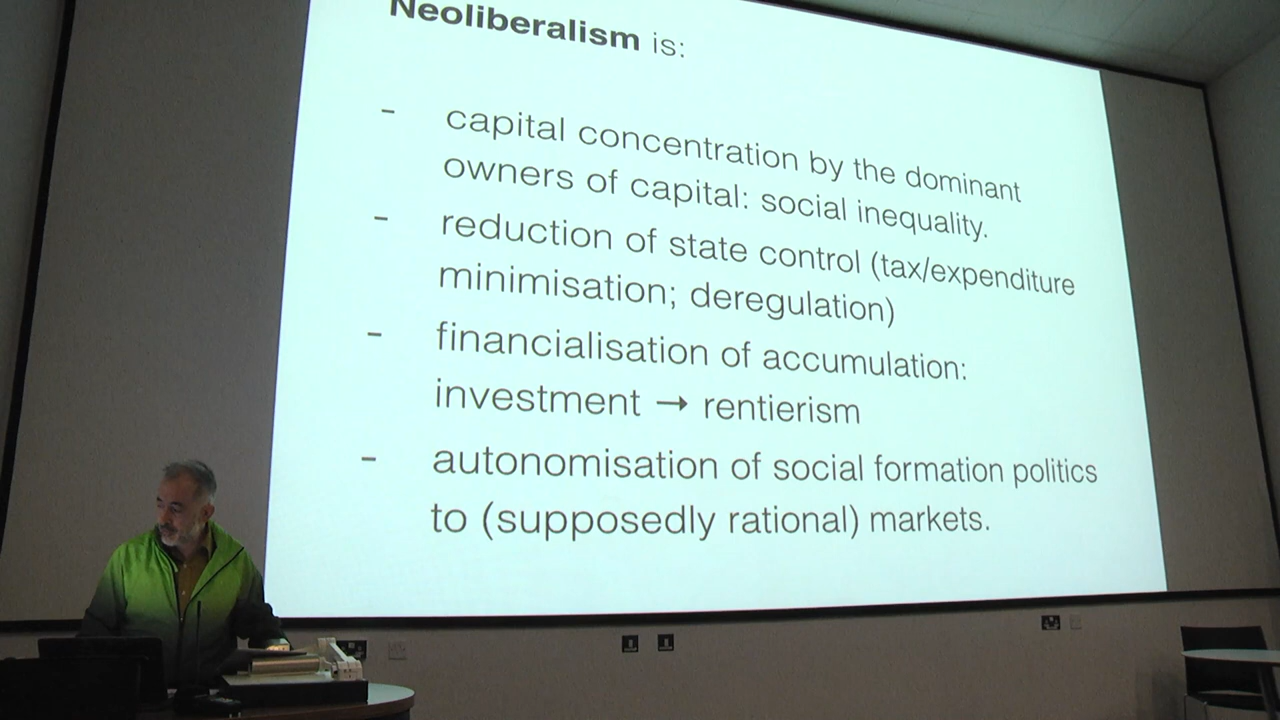 Neoliberalism is:
- capital concentration by the dominant
owners of capital: social inequality.
- reduction of state control (tax/expenditure
minimisation; deregulation)
- financialisation of accumulation:
investment → rentierism
- autonomisation of social formation politics
to (supposedly rational) markets.